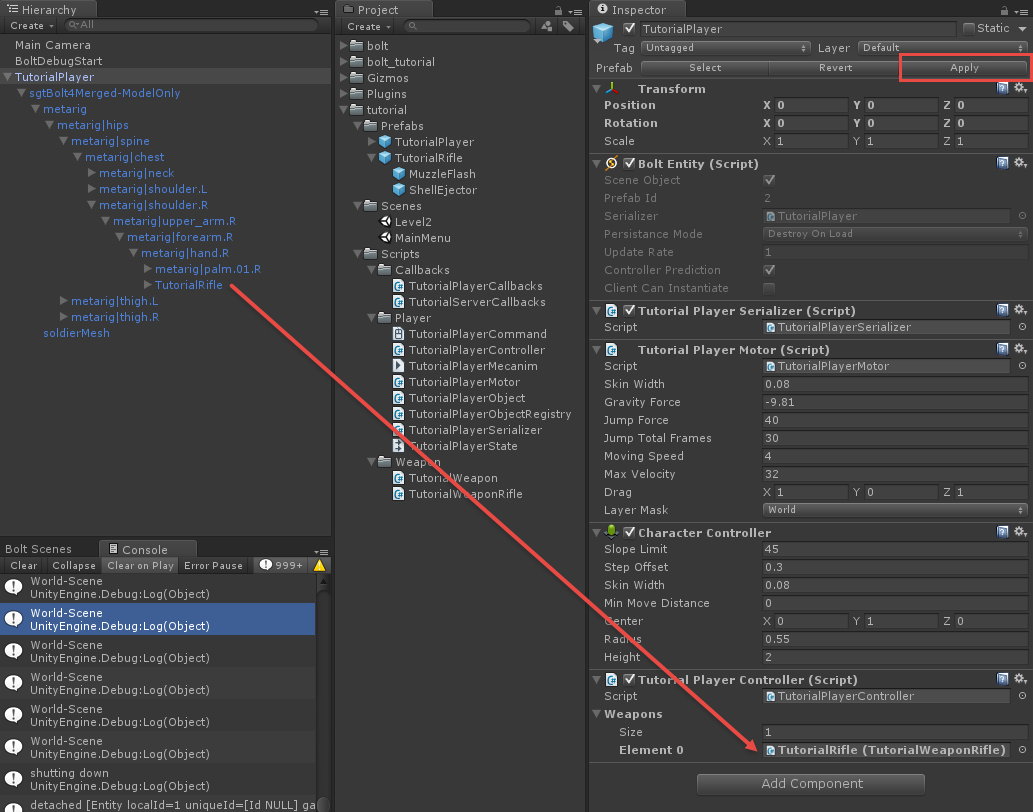 Hierarchy
Create
All
Main Camera
BoltDebugStart
TutorialPlayer
sgtBolt4Merged-ModelOnly
metarig
metarig|hips
metarig|spine
metarig|chest
metarig|neck
metarig|shoulder.L
metarig|shoulder.R
metarig|upper_arm.R
metarig|forearm.R
metarig|hand.R
metarig|palm.01.R
TutorialRifle
metarig|thigh.L
metarig|thigh.R
soldierMesh
Bolt Scenes
Console
Clear
Collapse
Clear on Play
Error Pause
999+
World-Scene
UnityEngine.Debug:Log(Object)
World-Scene
UnityEngine.Debug:Log(Object)
World-Scene
UnityEngine.Debug:Log(Object)
World-Scene
UnityEngine.Debug:Log(Object)
World-Scene
UnityEngine.Debug:Log(Object)
World-Scene
UnityEngine.Debug:Log(Object)
shutting down
UnityEngine.Debug:Log(Object)
detached [Entity localId=1 uniqueId=[Id NULL] ga
Project
Create
bolt
bolt_tutorial
Gizmos
Plugins
tutorial
Prefabs
TutorialPlayer
TutorialRifle
MuzzleFlash
ShellEjector
Scenes
Level2
MainMenu
Scripts
Callbacks
TutorialPlayerCallbacks
TutorialServerCallbacks
Player
TutorialPlayerCommand
TutorialPlayerController
TutorialPlayerMecanim
TutorialPlayerMotor
TutorialPlayerObject
TutorialPlayerObjectRegistry
TutorialPlayerSerializer
TutorialPlayerState
Weapon
TutorialWeapon
TutorialWeaponRifle
Inspector
TutorialPlayer
Static
Tag Untagged Layer Default
Prefab Select Revert Apply
Transform
Position X 0 Y 0 Z 0
Rotation X 0 Y 0 Z 0
Scale X 1 Y 1 Z 1
Bolt Entity (Script)
Scene Object
Prefab Id 2
Serializer TutorialPlayer
Persistance Mode Destroy On Load
Update Rate 1
Controller Prediction
Client Can Instantiate
Tutorial Player Serializer (Script)
Script TutorialPlayerSerializer
Tutorial Player Motor (Script)
Script TutorialPlayerMotor
Skin Width 0.08
Gravity Force -9.81
Jump Force 40
Jump Total Frames 30
Moving Speed 4
Max Velocity 32
Drag X 1 Y 0 Z 1
Layer Mask World
Character Controller
Slope Limit 45
Step Offset 0.3
Skin Width 0.08
Min Move Distance 0
Center X 0 Y 1 Z 0
Radius 0.55
Height 2
Tutorial Player Controller (Script)
Script TutorialPlayerController
Weapons
Size 1
Element 0 TutorialRifle (TutorialWeaponRifle)
Add Component